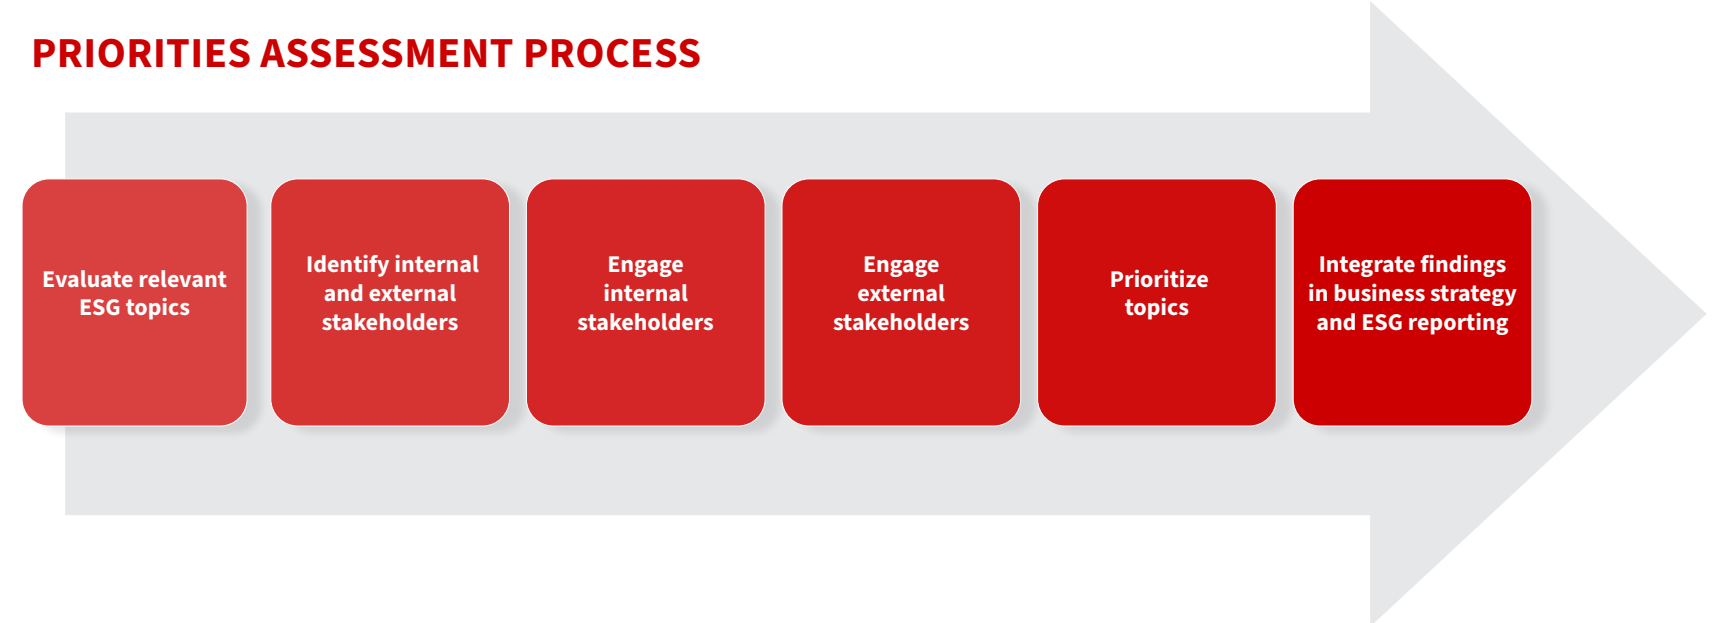 PRIORITIES ASSESSMENT PROCESS
Evaluate relevant
ESG topics
Identify internal
and external
stakeholders
Engage
internal
stakeholders
Engage
external
stakeholders
Prioritize
topics
Integrate findings
in business strategy
and ESG reporting